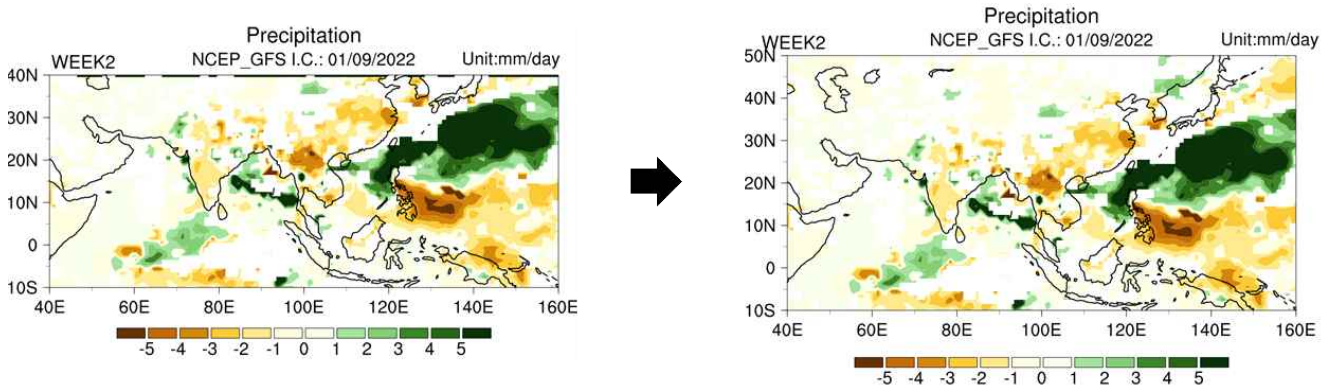 Precipitation
WEEK2 NCEP_GFS I.C.: 01/09/2022 Unit:mm/day
40N
30N
20N
10N
0
10S
40E 60E 80E 100E 120E 140E 160E
-5 -4 -3 -2 -1 0 1 2 3 4 5
Precipitation
WEEK2 NCEP_GFS I.C.: 01/09/2022 Unit:mm/day
50N
40N
30N
20N
10N
0
10S
40E 60E 80E 100E 120E 140E 160E
-5 -4 -3 -2 -1 0 1 2 3 4 5